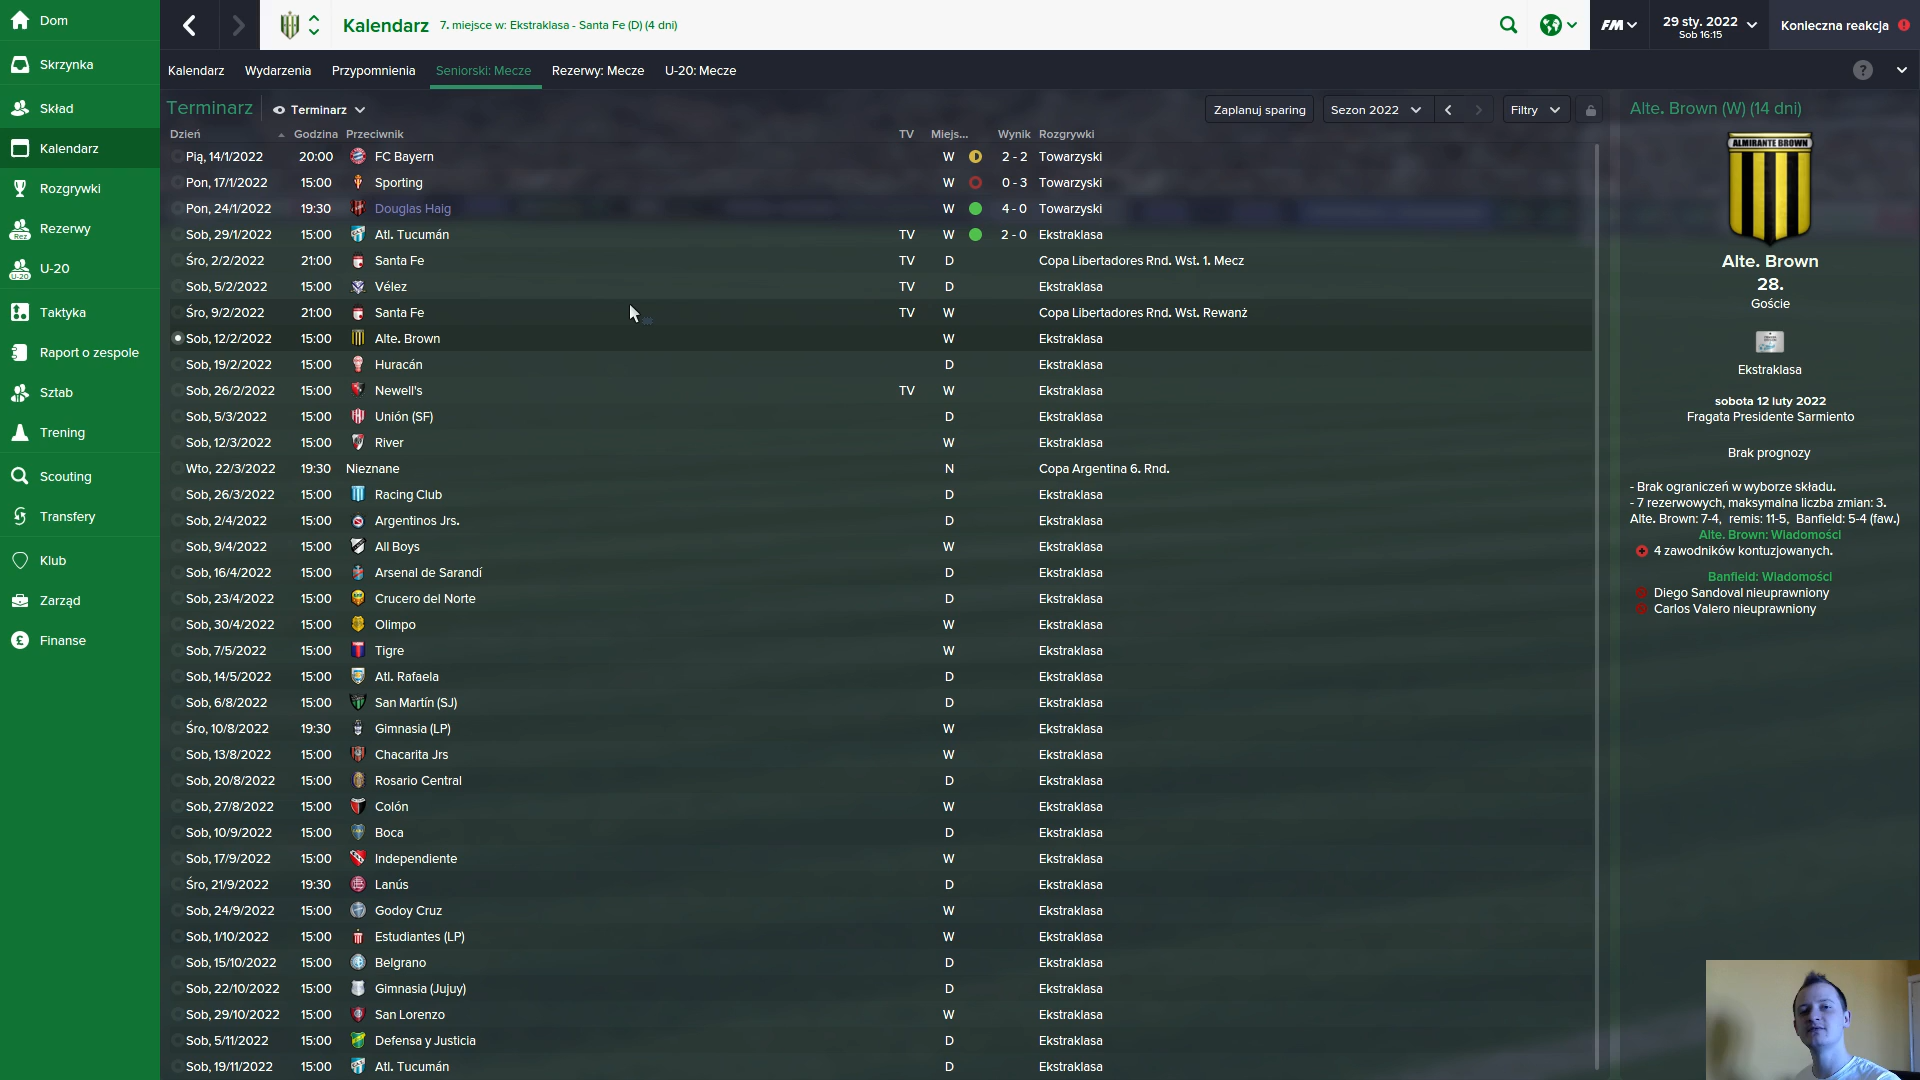 Dom
Skrzynka
Skład
Kalendarz
Rozgrywki
Rezerwy
U-20
Taktyka
Raport o zespole
Sztab
Trening
Scouting
Transfery
Klub
Zarząd
Finanse
Kalendarz 7. miejsce w: Ekstraklasa - Santa Fe (D) (4 dni)
FM
29 sty. 2022
Sob 16:15
Konieczna reakcja
Kalendarz Wydarzenia Przypomnienia Seniorski: Mecze Rezerwy: Mecze U-20: Mecze
Terminarz Terminarz Zaplanuj sparing Sezon 2022 Filtry
Dzień Godzina Przeciwnik TV Miejs... Wynik Rozgrywki
Pią, 14/1/2022 20:00 FC Bayern W 2 - 2 Towarzyski
Pon, 17/1/2022 15:00 Sporting W 0 - 3 Towarzyski
Pon, 24/1/2022 19:30 Douglas Haig W 4 - 0 Towarzyski
Sob, 29/1/2022 15:00 Atl. Tucumán TV W 2 - 0 Ekstraklasa
Śro, 2/2/2022 21:00 Santa Fe TV D Copa Libertadores Rnd. Wst. 1. Mecz
Sob, 5/2/2022 15:00 Vélez TV D Ekstraklasa
Śro, 9/2/2022 21:00 Santa Fe TV W Copa Libertadores Rnd. Wst. Rewanż
Sob, 12/2/2022 15:00 Alte. Brown W Ekstraklasa
Sob, 19/2/2022 15:00 Huracán D Ekstraklasa
Sob, 26/2/2022 15:00 Newell's TV W Ekstraklasa
Sob, 5/3/2022 15:00 Unión (SF) D Ekstraklasa
Sob, 12/3/2022 15:00 River W Ekstraklasa
Wto, 22/3/2022 19:30 Nieznane N Copa Argentina 6. Rnd.
Sob, 26/3/2022 15:00 Racing Club D Ekstraklasa
Sob, 2/4/2022 15:00 Argentinos Jrs. D Ekstraklasa
Sob, 9/4/2022 15:00 All Boys W Ekstraklasa
Sob, 16/4/2022 15:00 Arsenal de Sarandí D Ekstraklasa
Sob, 23/4/2022 15:00 Crucero del Norte D Ekstraklasa
Sob, 30/4/2022 15:00 Olimpo W Ekstraklasa
Sob, 7/5/2022 15:00 Tigre W Ekstraklasa
Sob, 14/5/2022 15:00 Atl. Rafaela D Ekstraklasa
Sob, 6/8/2022 15:00 San Martín (SJ) D Ekstraklasa
Śro, 10/8/2022 19:30 Gimnasia (LP) W Ekstraklasa
Sob, 13/8/2022 15:00 Chacarita Jrs W Ekstraklasa
Sob, 20/8/2022 15:00 Rosario Central D Ekstraklasa
Sob, 27/8/2022 15:00 Colón W Ekstraklasa
Sob, 10/9/2022 15:00 Boca D Ekstraklasa
Sob, 17/9/2022 15:00 Independiente W Ekstraklasa
Śro, 21/9/2022 19:30 Lanús D Ekstraklasa
Sob, 24/9/2022 15:00 Godoy Cruz W Ekstraklasa
Sob, 1/10/2022 15:00 Estudiantes (LP) W Ekstraklasa
Sob, 15/10/2022 15:00 Belgrano D Ekstraklasa
Sob, 22/10/2022 15:00 Gimnasia (Jujuy) D Ekstraklasa
Sob, 29/10/2022 15:00 San Lorenzo W Ekstraklasa
Sob, 5/11/2022 15:00 Defensa y Justicia D Ekstraklasa
Sob, 19/11/2022 15:00 Atl. Tucumán D Ekstraklasa
Alte. Brown (W) (14 dni)
ALMIRANTE BROWN
Alte. Brown
28.
Goście
Ekstraklasa
sobota 12 luty 2022
Fragata Presidente Sarmiento
Brak prognozy
- Brak ograniczeń w wyborze składu.
- 7 rezerwowych, maksymalna liczba zmian: 3.
Alte. Brown: 7-4, remis: 11-5, Banfield: 5-4 (faw.)
Alte. Brown: Wiadomości
4 zawodników kontuzjowanych.
Banfield: Wiadomości
Diego Sandoval nieuprawniony
Carlos Valero nieuprawniony